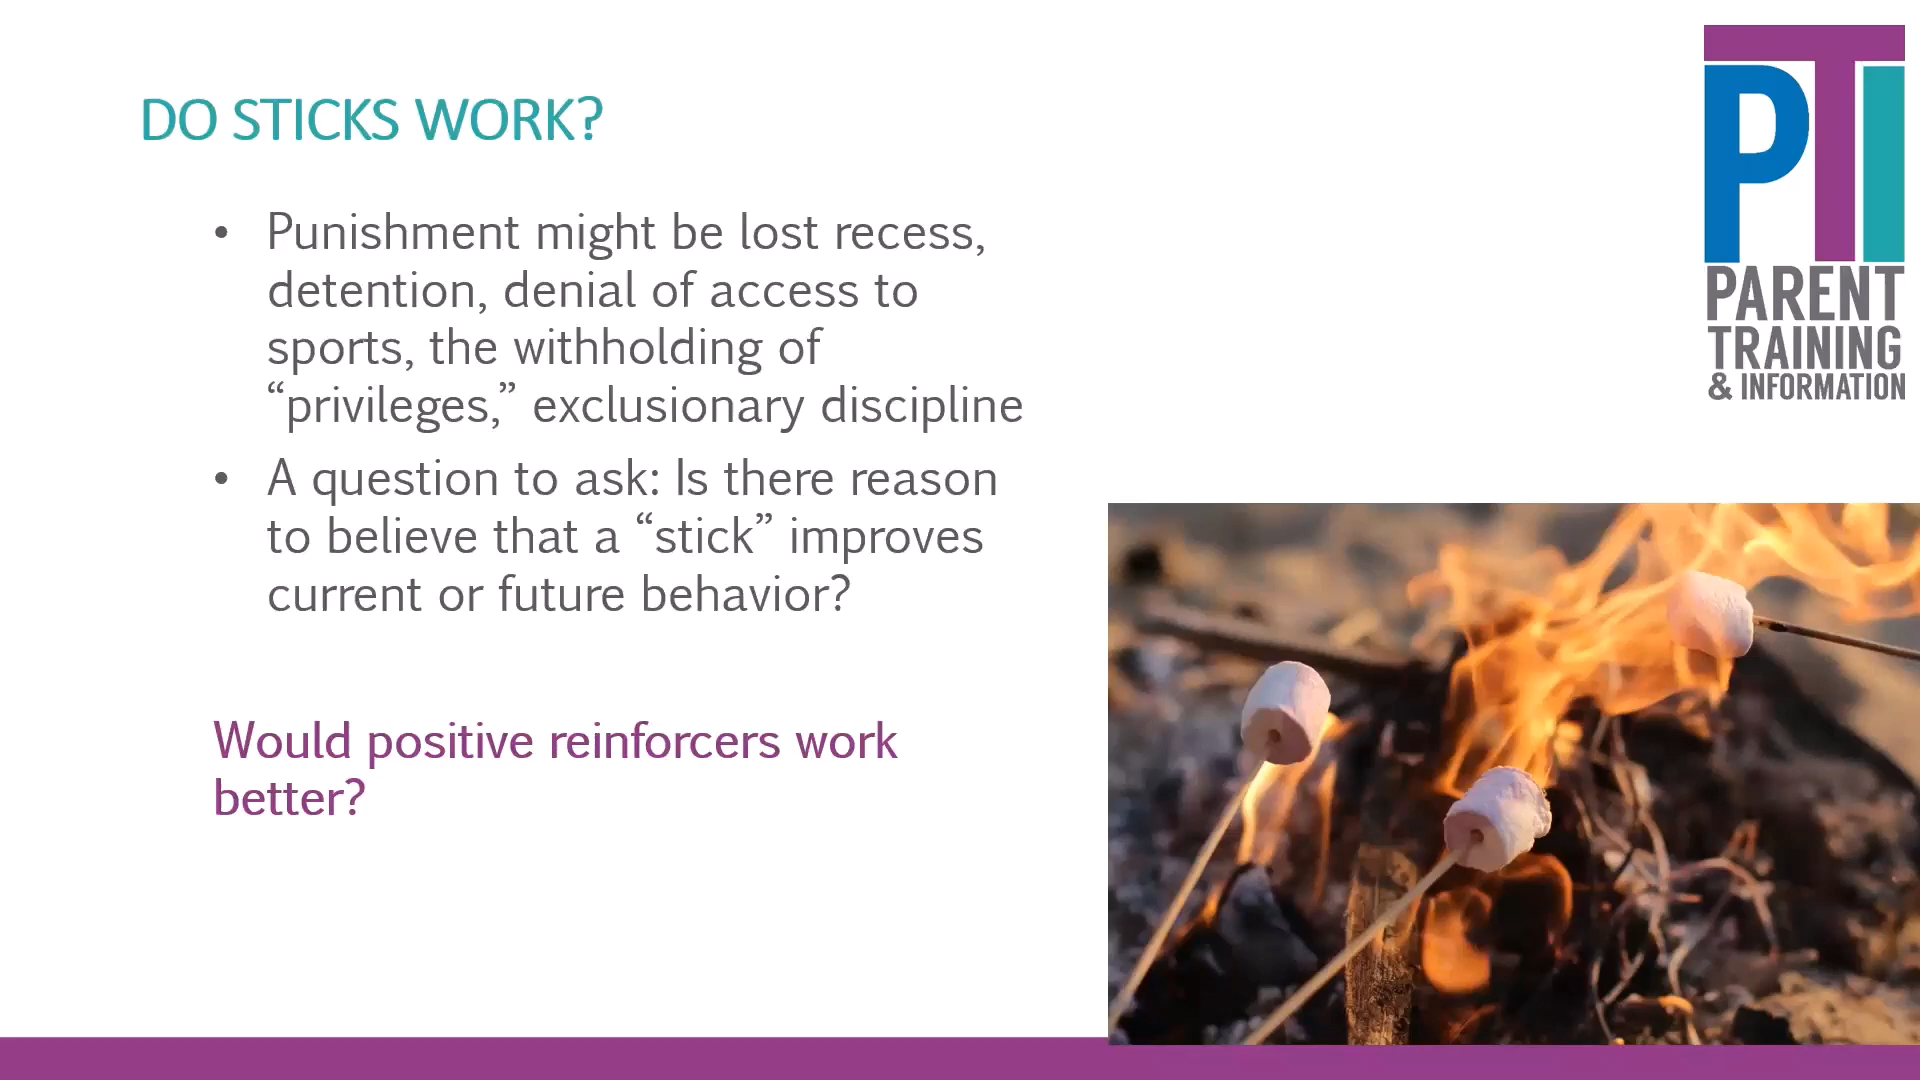 DO STICKS WORK?
• Punishment might be lost recess,
detention, denial of access to
sports, the withholding of
“privileges,” exclusionary discipline
• A question to ask: Is there reason
to believe that a “stick” improves
current or future behavior?
Would positive reinforcers work
better?
PTI
PARENT
TRAINING
& INFORMATION